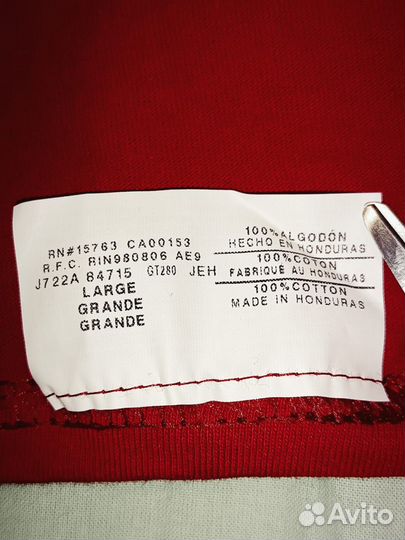 RN#15763 CA00153
R.F.C. RIN980806 AE9
J722A 84715 GT280 JEH
LARGE
GRANDE
GRANDE
100% ALGODÓN
HECHO EN HONDURAS
100% COTON
FABRIQUÉ AU HONDURAS
100% COTTON
MADE IN HONDURAS
Avito